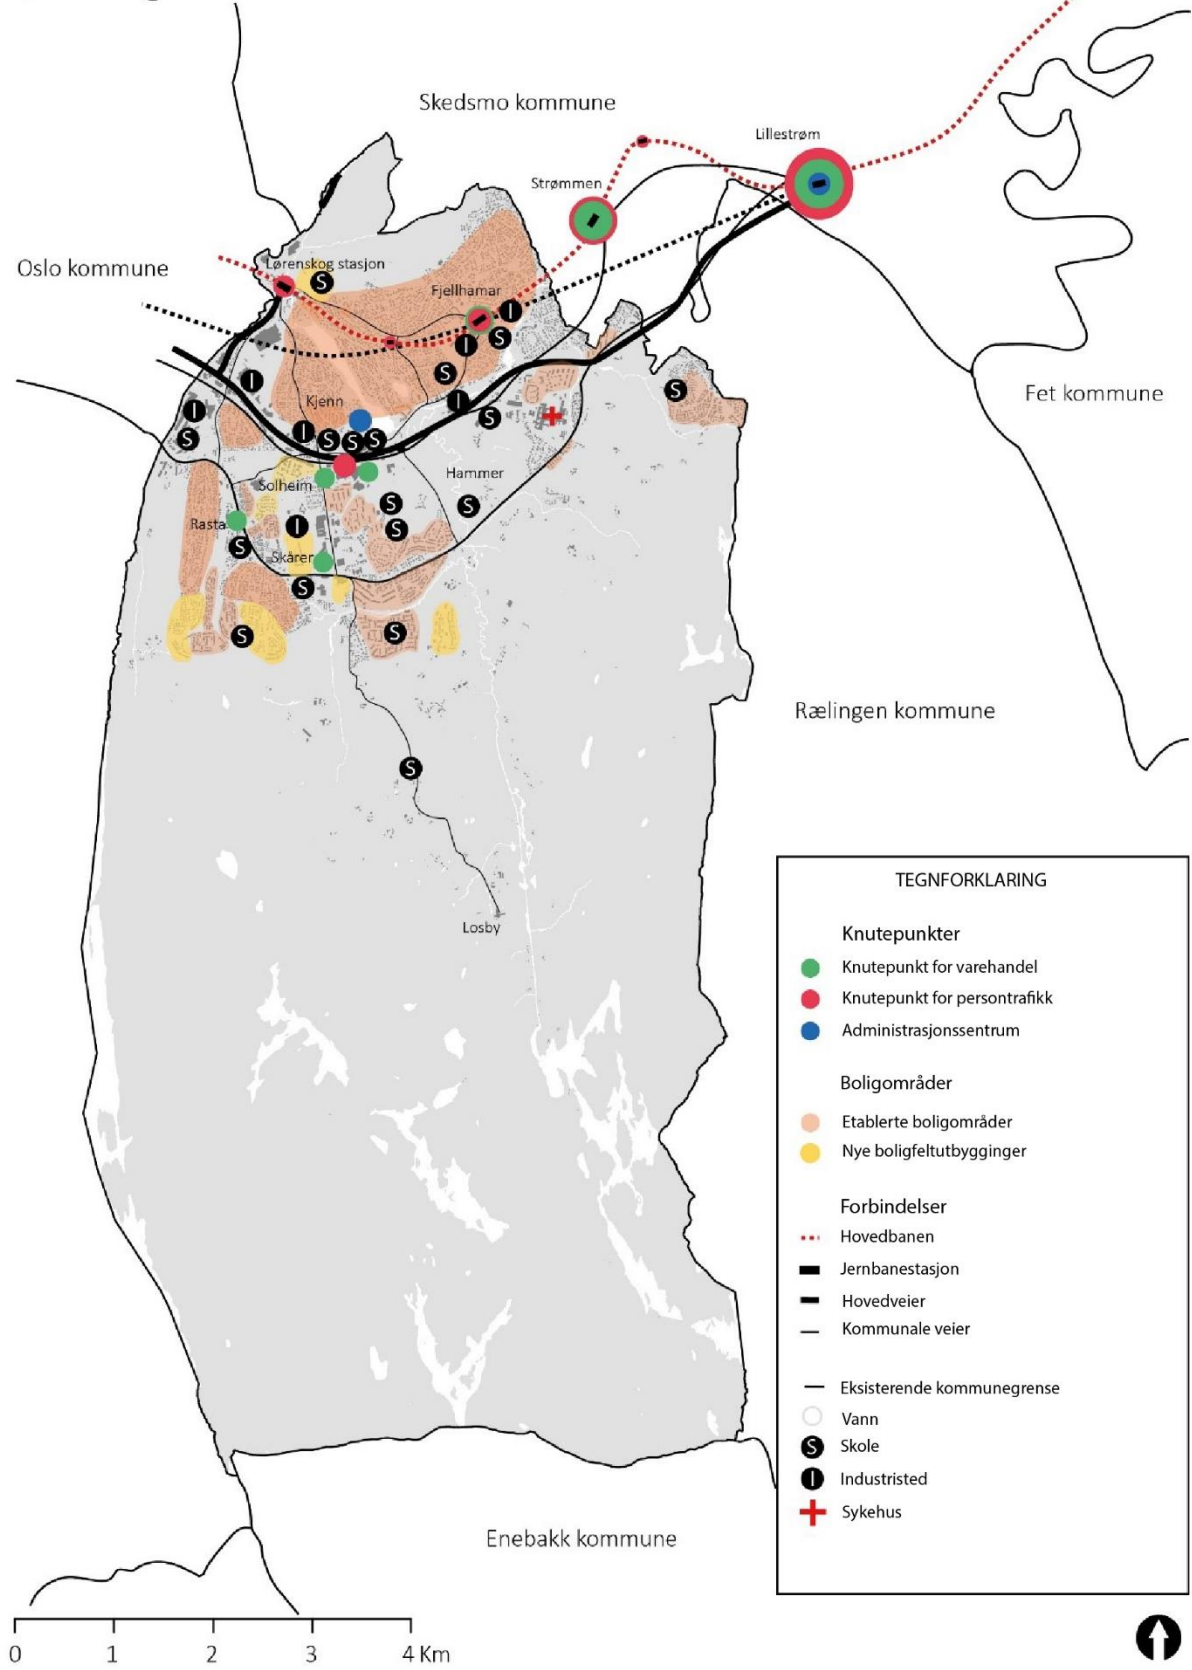 Skedsmo kommune
Lillestrøm
Strømmen
Oslo kommune
Lørenskog stasjon
S
Fjellhamar
I
S
I
S
I
Kjenn
I
S
Fet kommune
I
S
+
I
S
S
S
S
Solheim
Hammer
S
S
Rasta
I
S
S
Skårer
S
S
S
Rælingen kommune
S
Losby
TEGNFORKLARING
Knutepunkter
Knutepunkt for varehandel
Knutepunkt for persontrafikk
Administrasjonssentrum
Boligområder
Etablerte boligområder
Nye boligfeltutbygginger
Forbindelser
Hovedbanen
Jernbanestasjon
Hovedveier
Kommunale veier
Eksisterende kommunegrense
Vann
S Skole
I Industristed
Sykehus
Enebakk kommune
0 1 2 3 4 Km